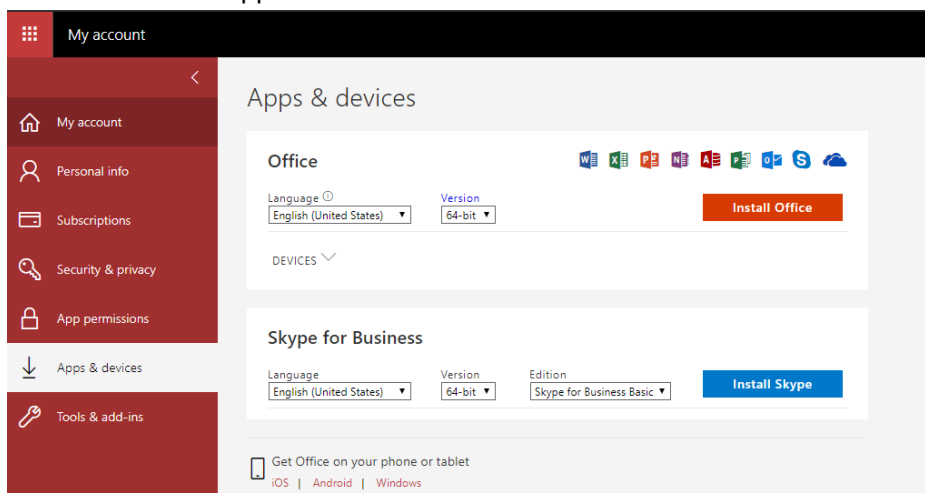 My account
My account
Personal info
Subscriptions
Security & privacy
App permissions
Apps & devices
Tools & add-ins
Apps & devices
Office
Language Version
English (United States) 64-bit
Install Office
DEVICES
Skype for Business
Language Version Edition
English (United States) 64-bit Skype for Business Basic
Install Skype
Get Office on your phone or tablet
iOS | Android | Windows